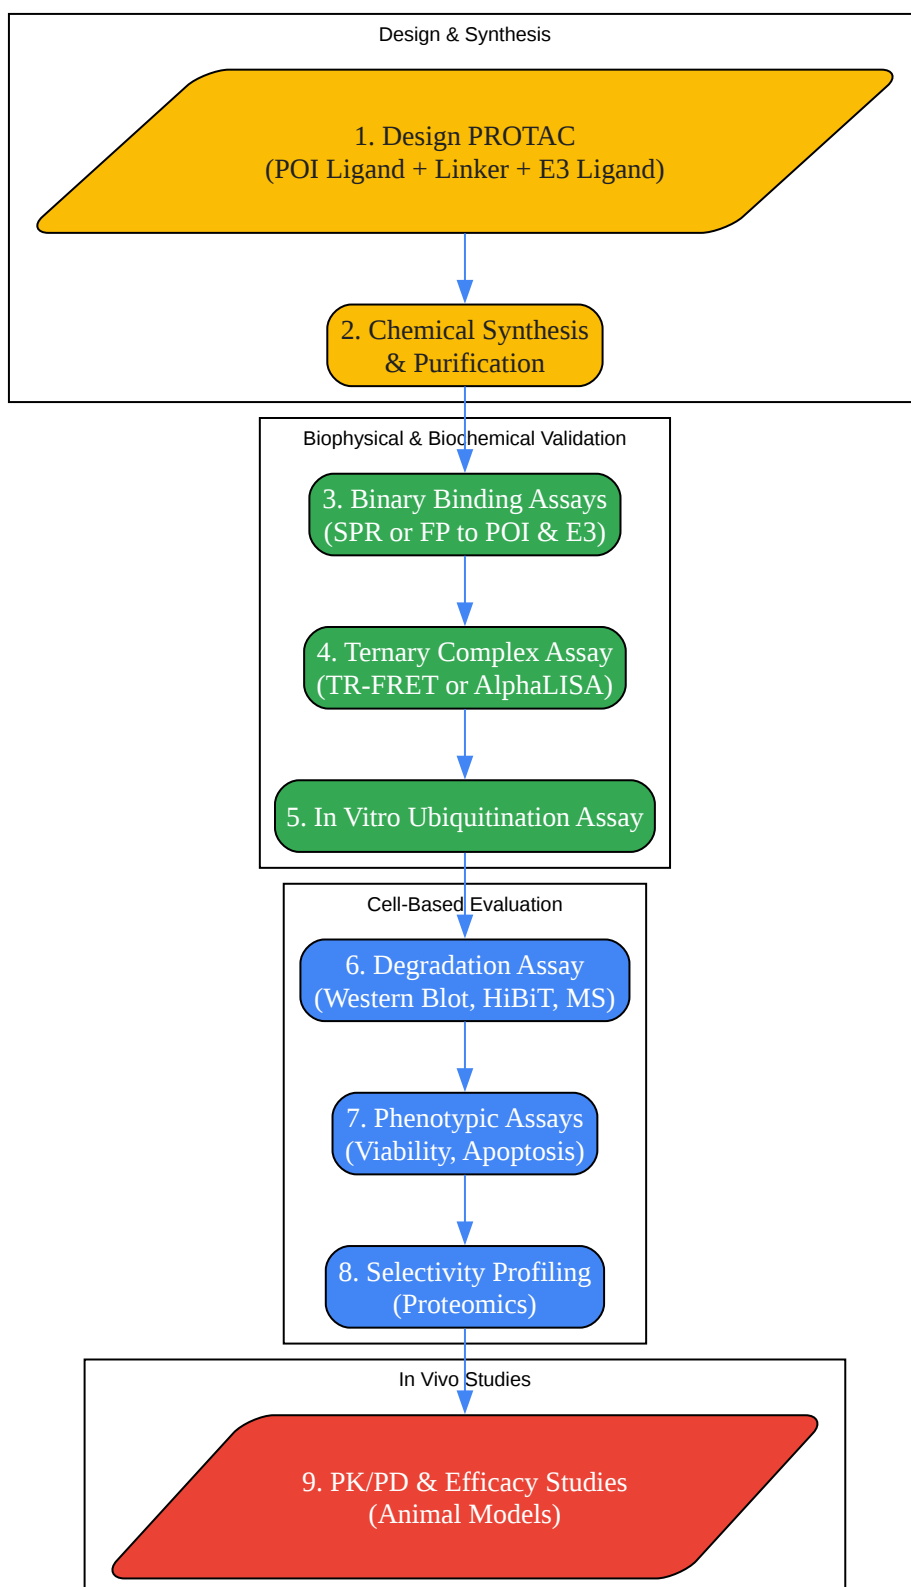 Design & Synthesis
1. Design PROTAC
(POI Ligand + Linker + E3 Ligand)
2. Chemical Synthesis
& Purification
Biophysical & Biochemical Validation
3. Binary Binding Assays
(SPR or FP to POI & E3)
4. Ternary Complex Assay
(TR-FRET or AlphaLISA)
5. In Vitro Ubiquitination Assay
Cell-Based Evaluation
6. Degradation Assay
(Western Blot, HiBiT, MS)
7. Phenotypic Assays
(Viability, Apoptosis)
8. Selectivity Profiling
(Proteomics)
In Vivo Studies
9. PK/PD & Efficacy Studies
(Animal Models)